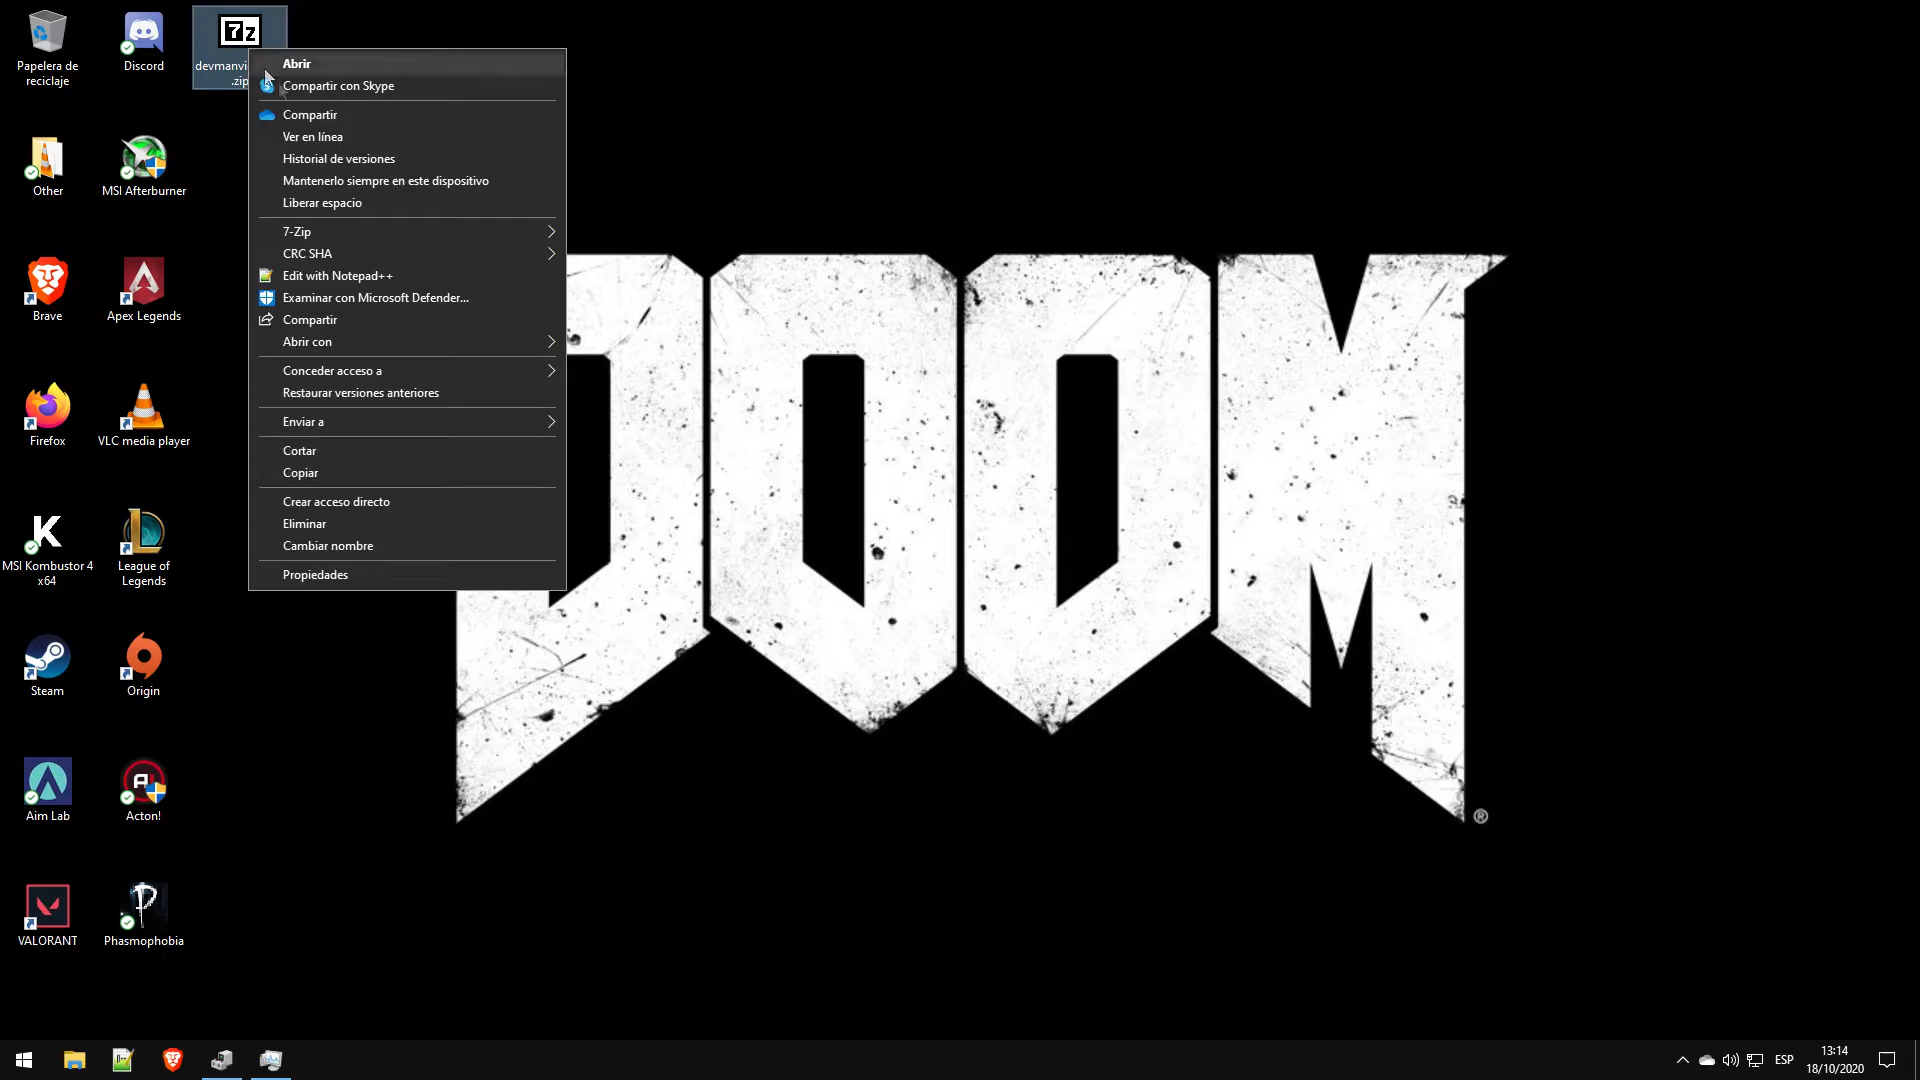 Papelera de
reciclaje
Discord
7z
devmanvi
.zip
Other
MSI Afterburner
Brave
Apex Legends
Firefox
VLC media player
K
MSI Kombustor 4
x64
League of
Legends
Steam
Origin
Aim Lab
Acton!
VALORANT
Phasmophobia
Abrir
Compartir con Skype
Compartir
Ver en línea
Historial de versiones
Mantenerlo siempre en este dispositivo
Liberar espacio
7-Zip
CRC SHA
Edit with Notepad++
Examinar con Microsoft Defender...
Compartir
Abrir con
Conceder acceso a
Restaurar versiones anteriores
Enviar a
Cortar
Copiar
Crear acceso directo
Eliminar
Cambiar nombre
Propiedades
DOOM®
ESP
13:14
18/10/2020